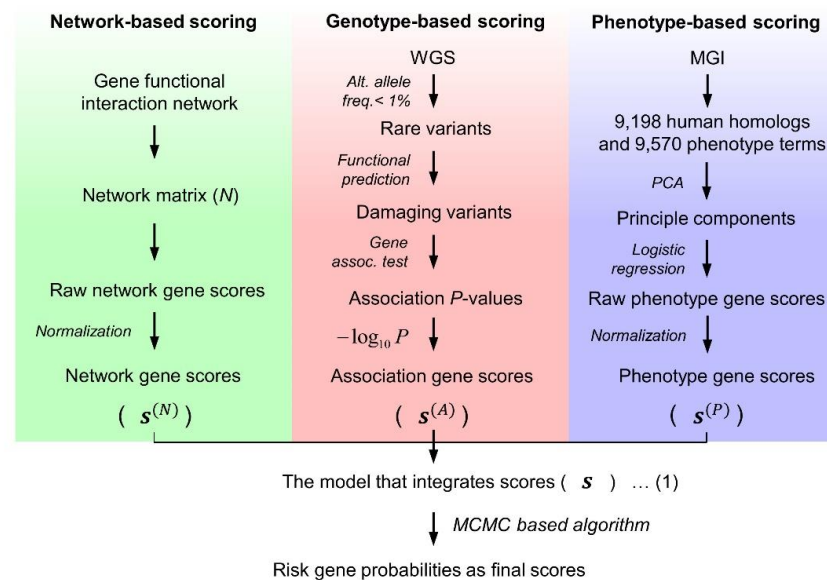 Network-based scoring
Gene functional
interaction network
Network matrix (N)
Raw network gene scores
Normalization
Network gene scores
( s^(N) )
Genotype-based scoring
WGS
Alt. allele
freq.< 1%
Rare variants
Functional
prediction
Damaging variants
Gene
assoc. test
Association P-values
−log₁₀ P
Association gene scores
( s^(A) )
Phenotype-based scoring
MGI
9,198 human homologs
and 9,570 phenotype terms
PCA
Principle components
Logistic
regression
Raw phenotype gene scores
Normalization
Phenotype gene scores
( s^(P) )
The model that integrates scores ( s ) … (1)
MCMC based algorithm
Risk gene probabilities as final scores